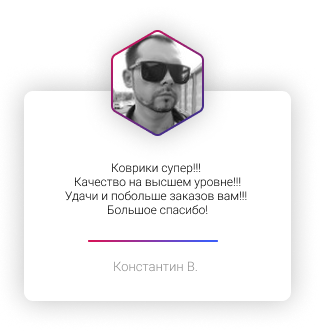 Коврики супер!!!
Качество на высшем уровне!!!
Удачи и побольше заказов вам!!!
Большое спасибо!
Константин В.